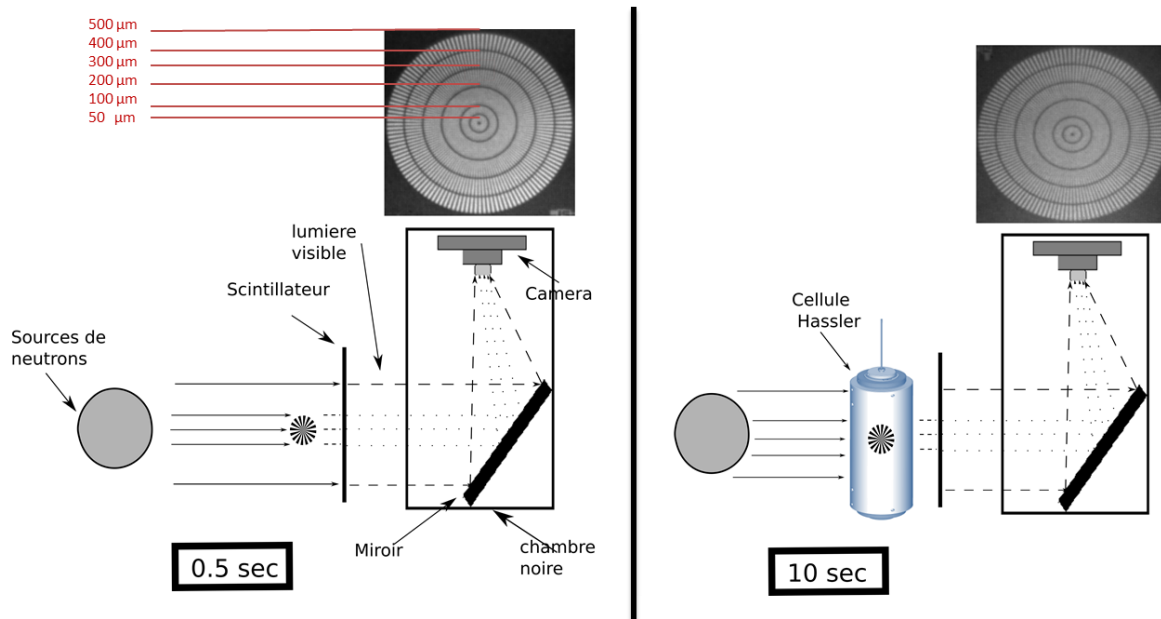 500 µm
400 µm
300 µm
200 µm
100 µm
50 µm
lumiere
visible
Scintillateur
Camera
Sources de
neutrons
Miroir
chambre
noire
0.5 sec
Cellule
Hassler
10 sec